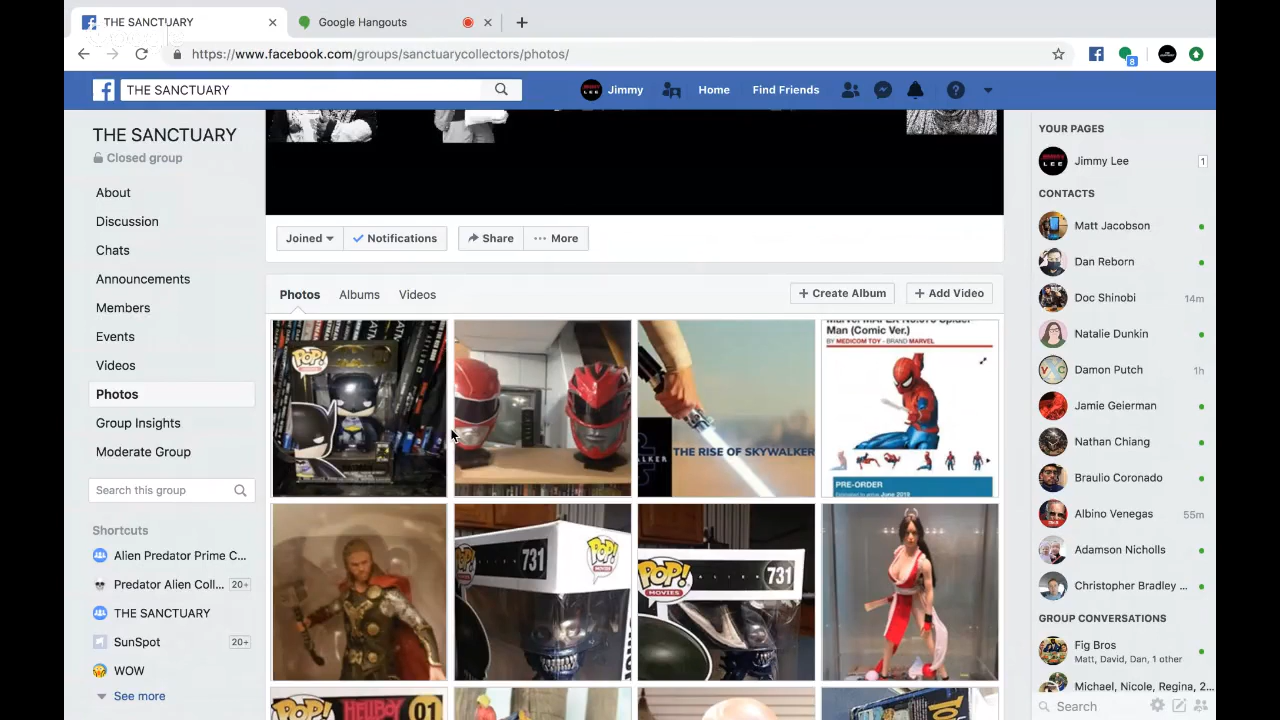 THE SANCTUARY
Google Hangouts
https://www.facebook.com/groups/sanctuarycollectors/photos/
8
THE SANCTUARY
Jimmy
Home
Find Friends
THE SANCTUARY
Closed group
About
Discussion
Chats
Announcements
Members
Events
Videos
Photos
Group Insights
Moderate Group
Search this group
Shortcuts
Alien Predator Prime C...
Predator Alien Coll... 20+
THE SANCTUARY
SunSpot 20+
WOW
See more
Joined
Notifications
Share
More
Photos
Albums
Videos
+ Create Album
+ Add Video
POP!
THE RISE OF SKYWALKER
Man (Comic Ver.)
BY MEDICOM TOY - BRAND MARVEL
PRE-ORDER
731
POP!
POP!
MOVIES
ALIEN
731
POP!
HELLBOY
01
YOUR PAGES
Jimmy Lee 1
CONTACTS
Matt Jacobson
Dan Reborn
Doc Shinobi 14m
Natalie Dunkin
Damon Putch 1h
Jamie Geierman
Nathan Chiang
Braulio Coronado
Albino Venegas 55m
Adamson Nicholls
Christopher Bradley ...
GROUP CONVERSATIONS
Fig Bros
Matt, David, Dan, 1 other
Michael, Nicole, Regina, 2...
Search